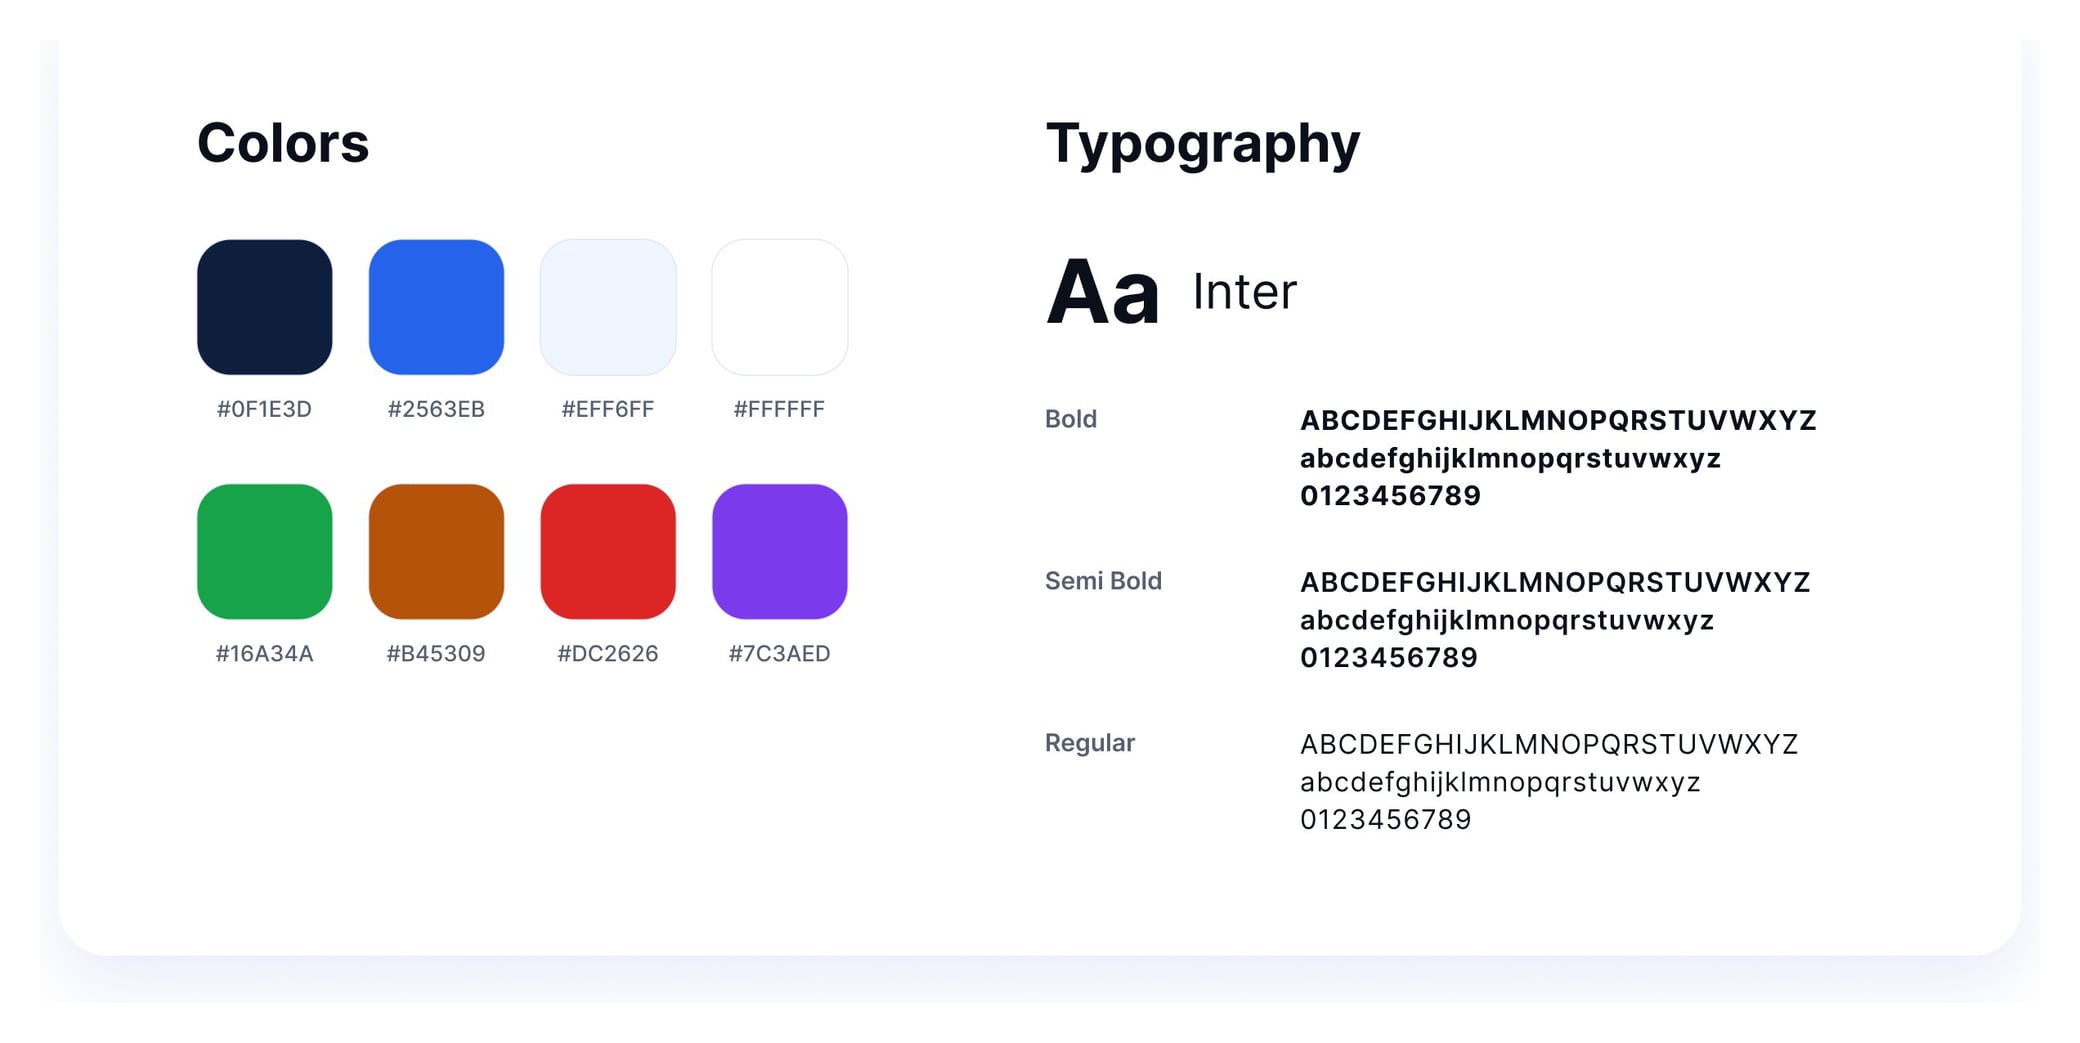 Colors
#0F1E3D #2563EB #EFF6FF #FFFFFF
#16A34A #B45309 #DC2626 #7C3AED
Typography
Aa Inter
Bold
ABCDEFGHIJKLMNOPQRSTUVWXYZ
abcdefghijklmnopqrstuvwxyz
0123456789
Semi Bold
ABCDEFGHIJKLMNOPQRSTUVWXYZ
abcdefghijklmnopqrstuvwxyz
0123456789
Regular
ABCDEFGHIJKLMNOPQRSTUVWXYZ
abcdefghijklmnopqrstuvwxyz
0123456789